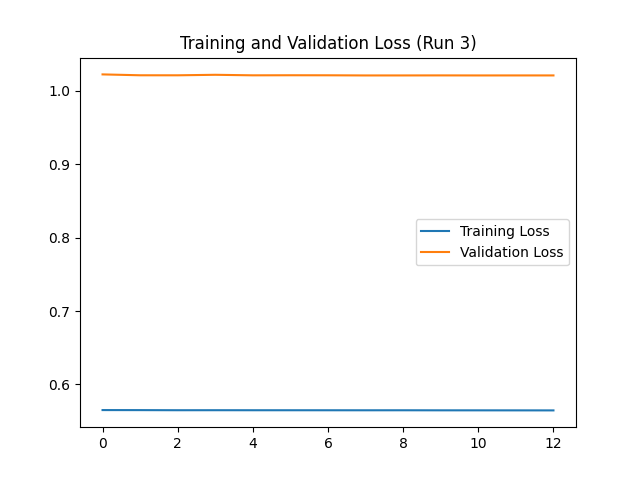 Training and Validation Loss (Run 3)
1.0
0.9
0.8
0.7
0.6
Training Loss
Validation Loss
0 2 4 6 8 10 12